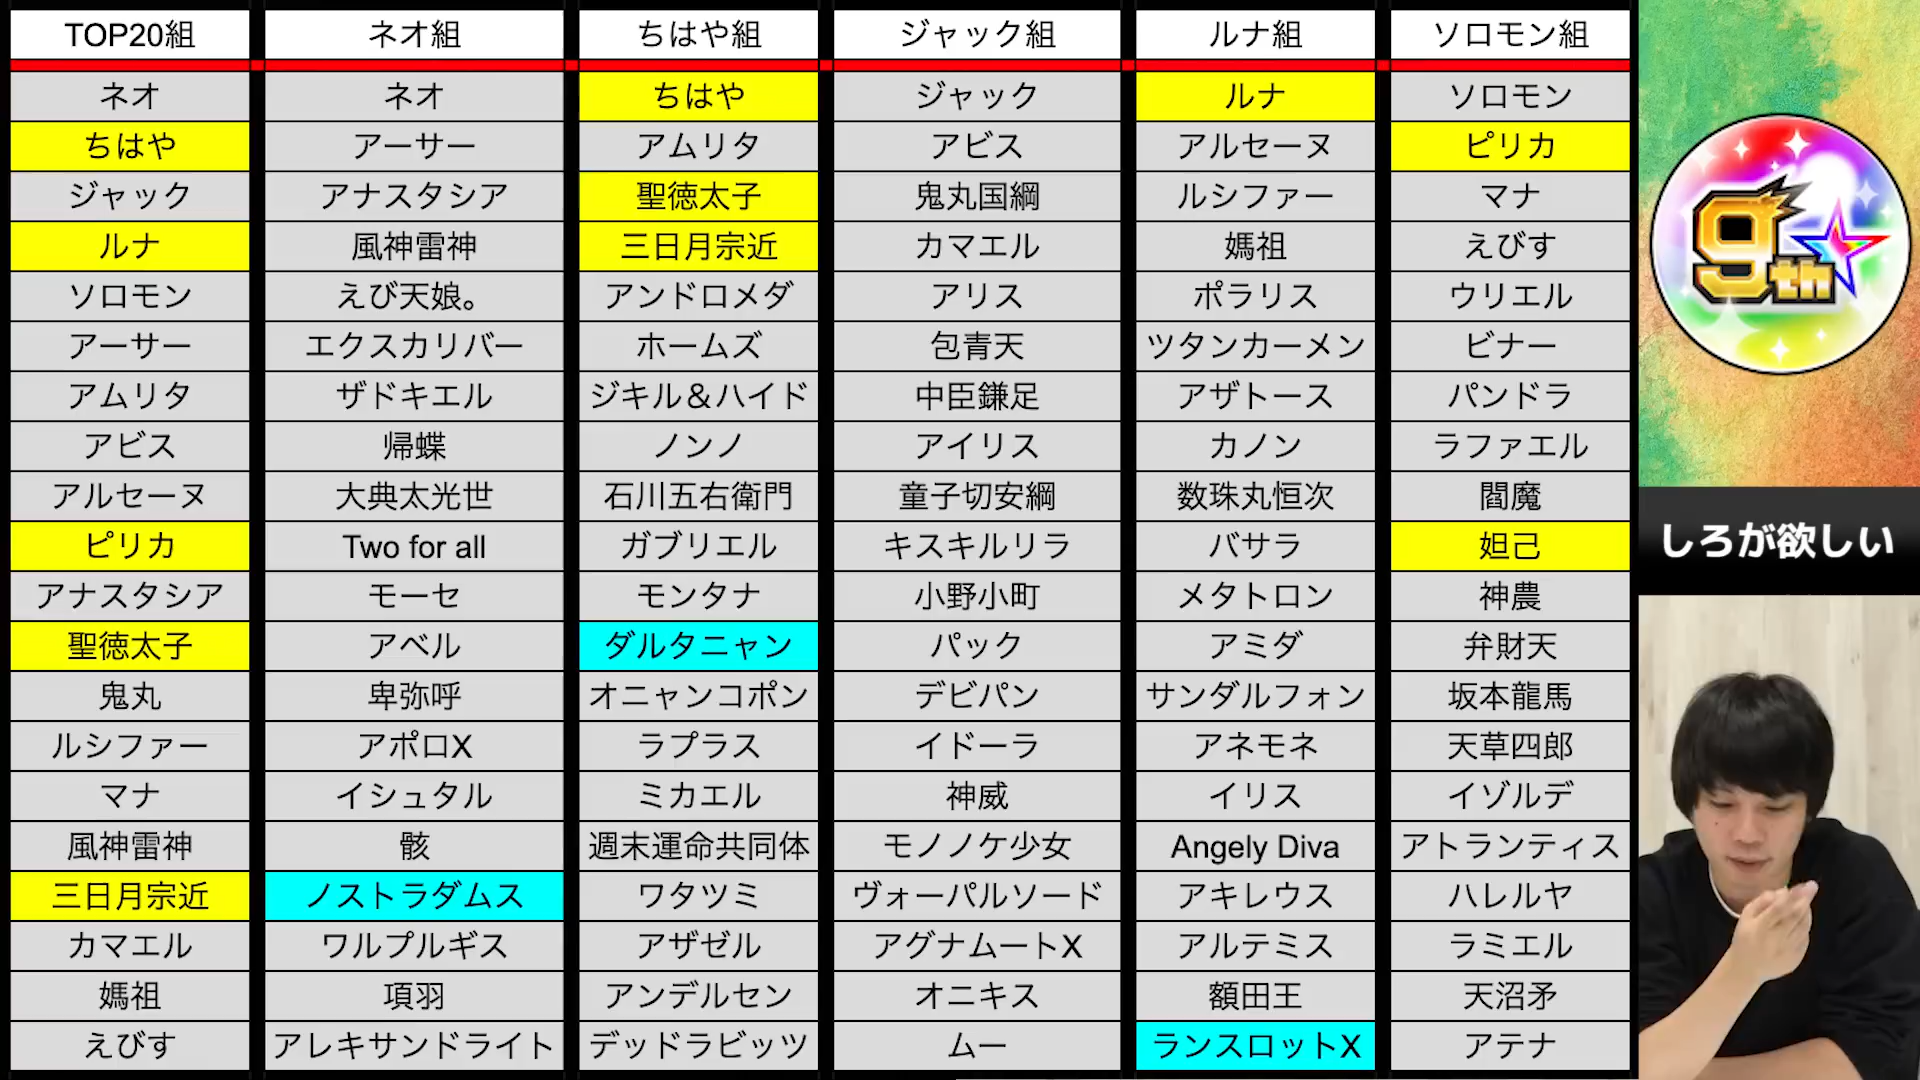 TOP20組 ネオ組 ちはや組 ジャック組 ルナ組 ソロモン組
ネオ ネオ ちはや ジャック ルナ ソロモン
ちはや アーサー アムリタ アビス アルセーヌ ピリカ
ジャック アナスタシア 聖徳太子 鬼丸国綱 ルシファー マナ
ルナ 風神雷神 三日月宗近 カマエル 媽祖 えびす
ソロモン えび天娘。 アンドロメダ アリス ポラリス ウリエル
アーサー エクスカリバー ホームズ 包青天 ツタンカーメン ビナー
アムリタ ザドキエル ジキル＆ハイド 中臣鎌足 アザトース パンドラ
アビス 帰蝶 ノンノ アイリス カノン ラファエル
アルセーヌ 大典太光世 石川五右衛門 童子切安綱 数珠丸恒次 閻魔
ピリカ Two for all ガブリエル キスキルリラ バサラ 妲己
アナスタシア モーセ モンタナ 小野小町 メタトロン 神農
聖徳太子 アベル ダルタニャン パック アミダ 弁財天
鬼丸 卑弥呼 オニャンコポン デビパン サンダルフォン 坂本龍馬
ルシファー アポロX ラプラス イドーラ アネモネ 天草四郎
マナ イシュタル ミカエル 神威 イリス イゾルデ
風神雷神 骸 週末運命共同体 モノノケ少女 Angely Diva アトランティス
三日月宗近 ノストラダムス ワタツミ ヴォーパルソード アキレウス ハレルヤ
カマエル ワルプルギス アザゼル アグナムートX アルテミス ラミエル
媽祖 項羽 アンデルセン オニキス 額田王 天沼矛
えびす アレキサンドライト デッドラビッツ ムー ランスロットX アテナ
9th
しろが欲しい